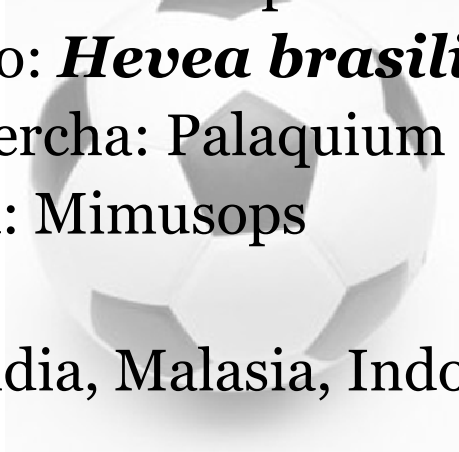 o: Hevea brasili
ercha: Palaquium
: Mimusops
dia, Malasia, Indo